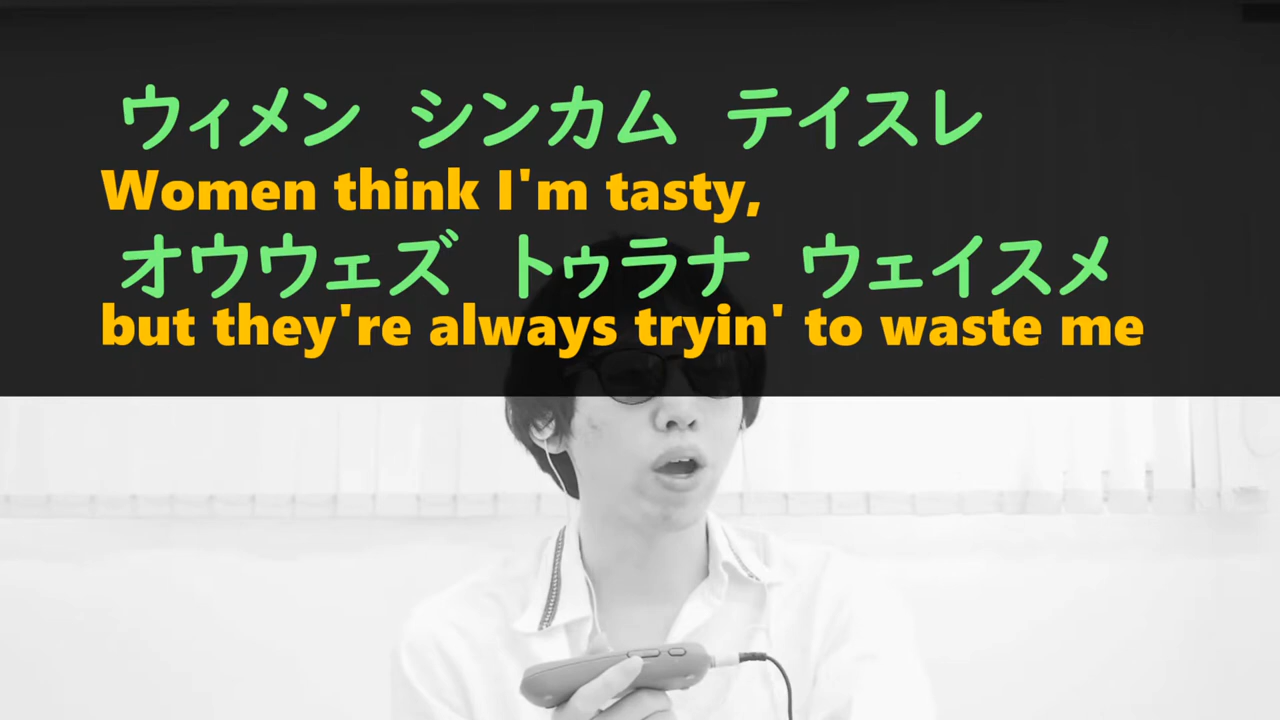 ウィメン シンカム テイスレ
Women think I'm tasty,
オウウェズ トゥラナ ウェイスメ
but they're always tryin' to waste me